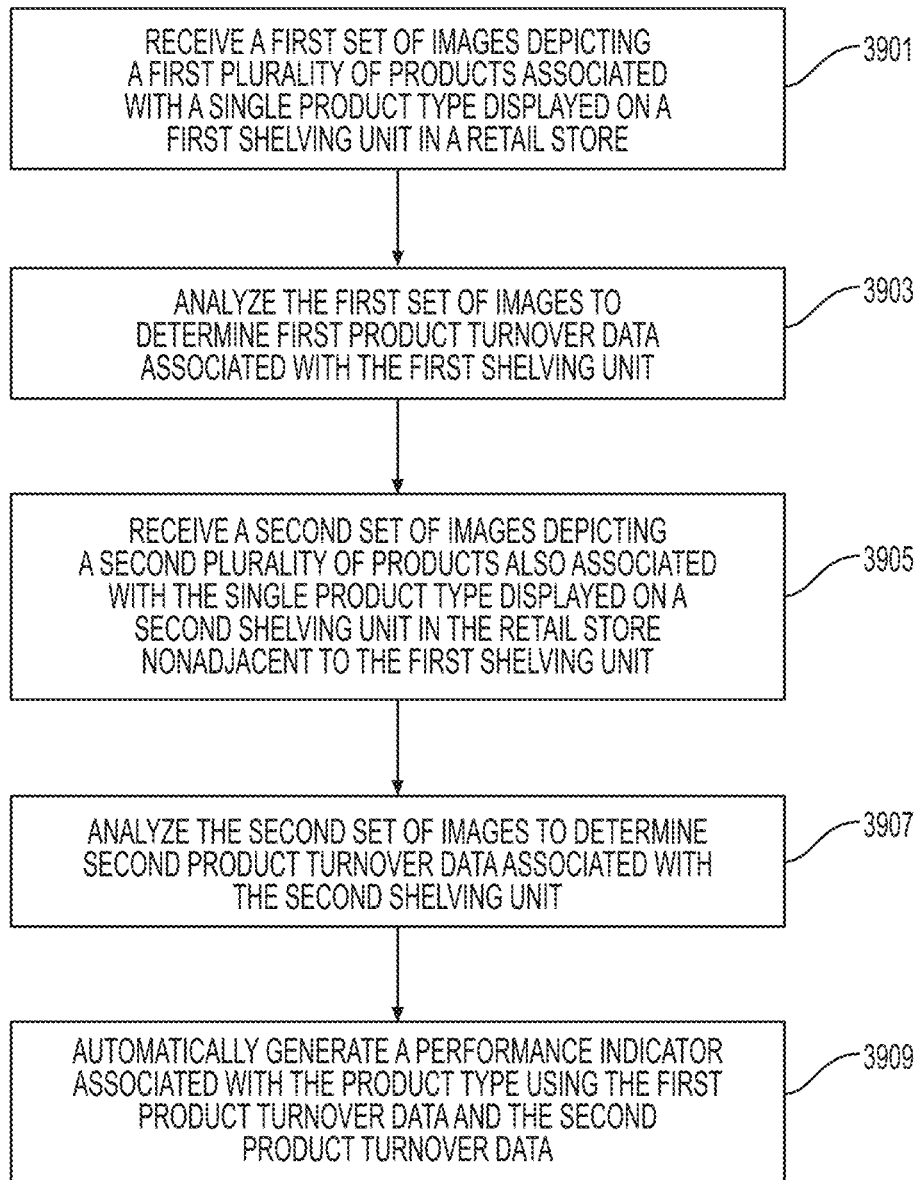 RECEIVE A FIRST SET OF IMAGES DEPICTING
A FIRST PLURALITY OF PRODUCTS ASSOCIATED
WITH A SINGLE PRODUCT TYPE DISPLAYED ON A
FIRST SHELVING UNIT IN A RETAIL STORE
3901
ANALYZE THE FIRST SET OF IMAGES TO
DETERMINE FIRST PRODUCT TURNOVER DATA
ASSOCIATED WITH THE FIRST SHELVING UNIT
3903
RECEIVE A SECOND SET OF IMAGES DEPICTING
A SECOND PLURALITY OF PRODUCTS ALSO ASSOCIATED
WITH THE SINGLE PRODUCT TYPE DISPLAYED ON A
SECOND SHELVING UNIT IN THE RETAIL STORE
NONADJACENT TO THE FIRST SHELVING UNIT
3905
ANALYZE THE SECOND SET OF IMAGES TO DETERMINE
SECOND PRODUCT TURNOVER DATA ASSOCIATED WITH
THE SECOND SHELVING UNIT
3907
AUTOMATICALLY GENERATE A PERFORMANCE INDICATOR
ASSOCIATED WITH THE PRODUCT TYPE USING THE FIRST
PRODUCT TURNOVER DATA AND THE SECOND
PRODUCT TURNOVER DATA
3909